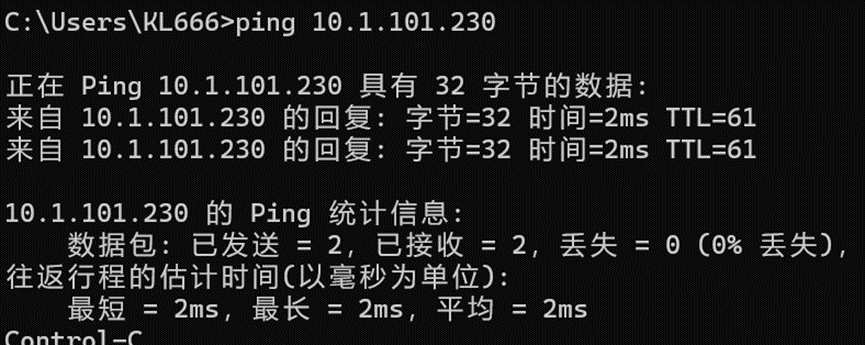 C:\Users\KL666>ping 10.1.101.230
正在 Ping 10.1.101.230 具有 32 字节的数据:
来自 10.1.101.230 的回复: 字节=32 时间=2ms TTL=61
来自 10.1.101.230 的回复: 字节=32 时间=2ms TTL=61
10.1.101.230 的 Ping 统计信息:
数据包: 已发送 = 2, 已接收 = 2, 丢失 = 0 (0% 丢失),
往返行程的估计时间(以毫秒为单位):
最短 = 2ms, 最长 = 2ms, 平均 = 2ms
Control-C